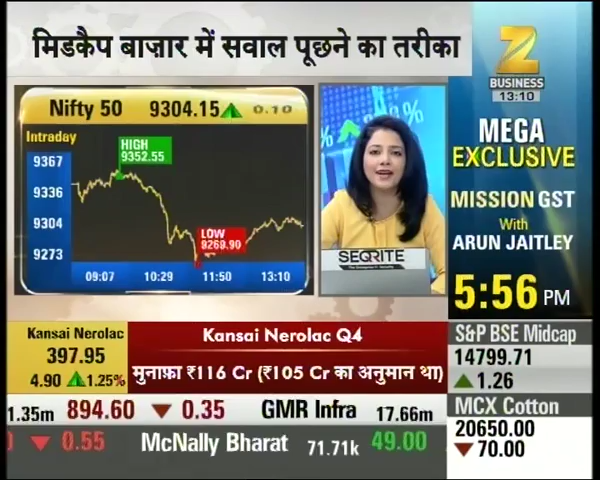 मिडकैप बाज़ार में सवाल पूछने का तरीका
Z
BUSINESS
13:10
Nifty 50 9304.15 0.10
Intraday
9367
9336
9304
9273
HIGH
9352.55
LOW
9269.90
09:07 10:29 11:50 13:10
SEQRITE
MEGA
EXCLUSIVE
MISSION GST
With
ARUN JAITLEY
5:56 PM
Kansai Nerolac
397.95
4.90 1.25%
Kansai Nerolac Q4
मुनाफ़ा ₹116 Cr (₹105 Cr का अनुमान था)
S&P BSE Midcap
14799.71
1.26
MCX Cotton
20650.00
70.00
1.35m 894.60 0.35 GMR Infra 17.66m
0.55 McNally Bharat 71.71k 49.00